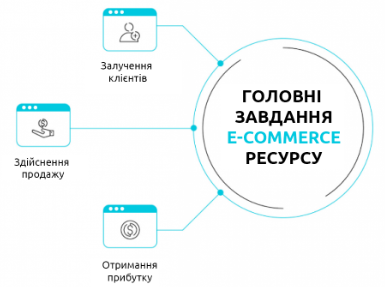 Залучення
клієнтів
ГОЛОВНІ
ЗАВДАННЯ
E-COMMERCE
РЕСУРСУ
Здійснення
продажу
Отримання
прибутку